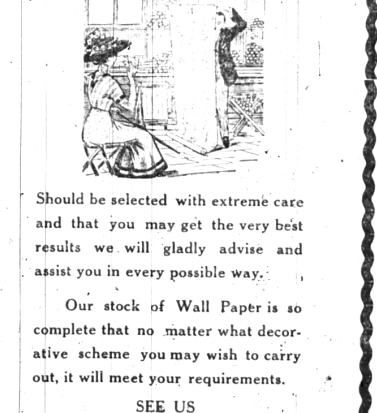 Should be selected with extreme care
and that you may get the very best
results we will gladly advise and
assist you in every possible way.
Our stock of Wall Paper is so
complete that no matter what decor-
ative scheme you may wish to carry
out, it will meet your requirements.
SEE US